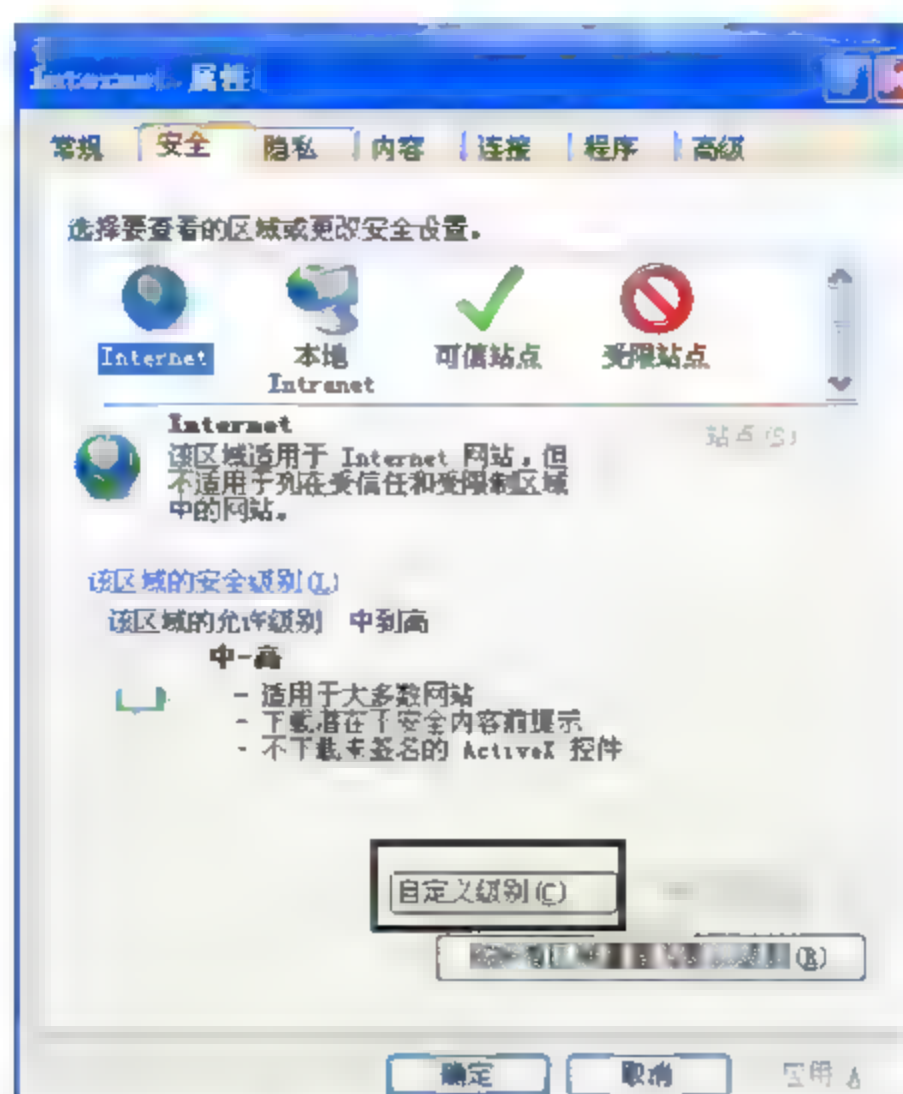 Internet 属性
常规 安全 隐私 内容 连接 程序 高级
选择要查看的区域或更改安全设置。
Internet 本地 Intranet 可信站点 受限站点
Internet
站点(S)
该区域适用于 Internet 网站，但
不适用于列在受信任和受限制区域
中的网站。
该区域的安全级别(L)
该区域的允许级别 中到高
中-高
- 适用于大多数网站
- 下载潜在不安全内容前提示
- 不下载未签名的 ActiveX 控件
自定义级别(C)
(R)
确定 取消 应用 A